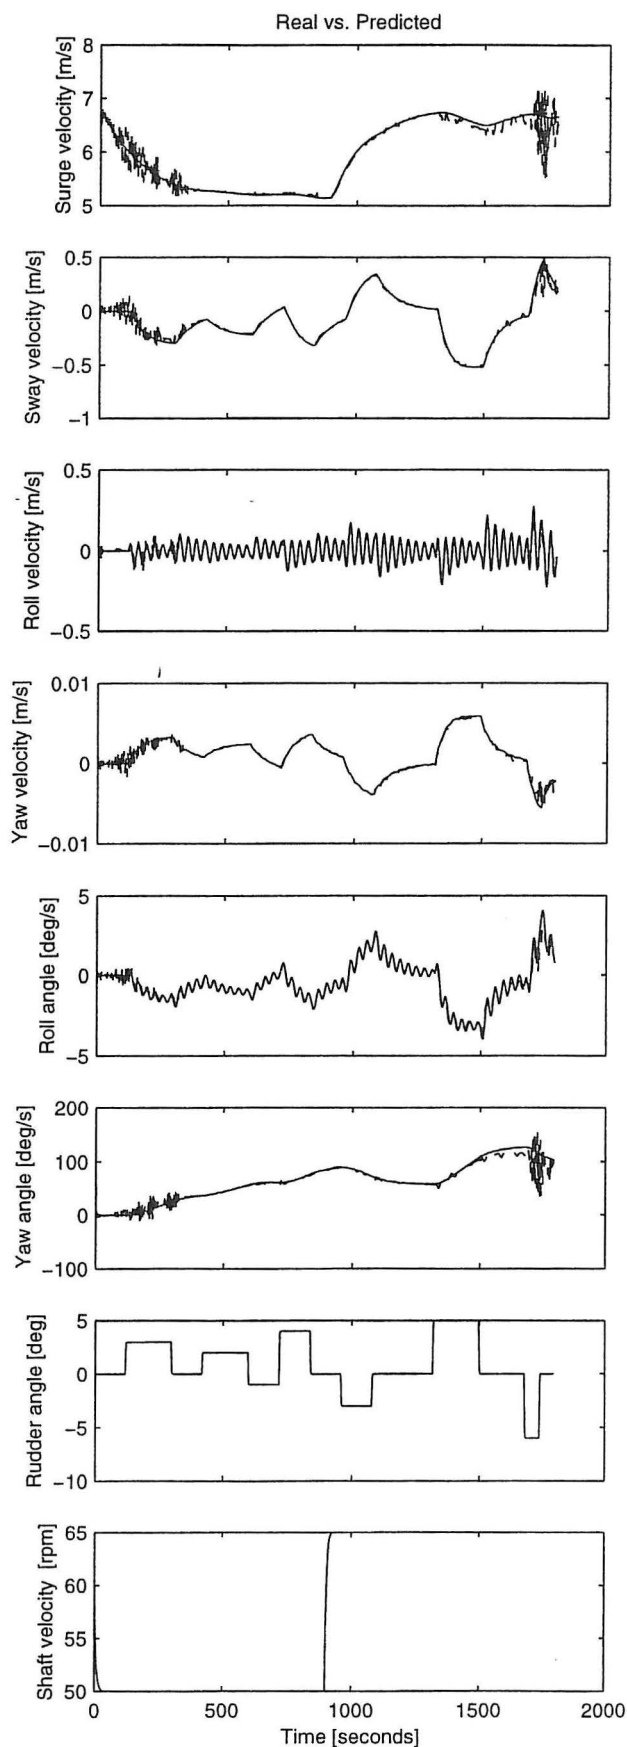 Real vs. Predicted
Surge velocity [m/s]
8
7
6
5
Sway velocity [m/s]
0.5
0
−0.5
−1
Roll velocity [m/s]
0.5
0
−0.5
Yaw velocity [m/s]
0.01
0
−0.01
Roll angle [deg/s]
5
0
−5
Yaw angle [deg/s]
200
100
0
−100
Rudder angle [deg]
5
0
−5
−10
Shaft velocity [rpm]
65
60
55
50
0 500 1000 1500 2000
Time [seconds]